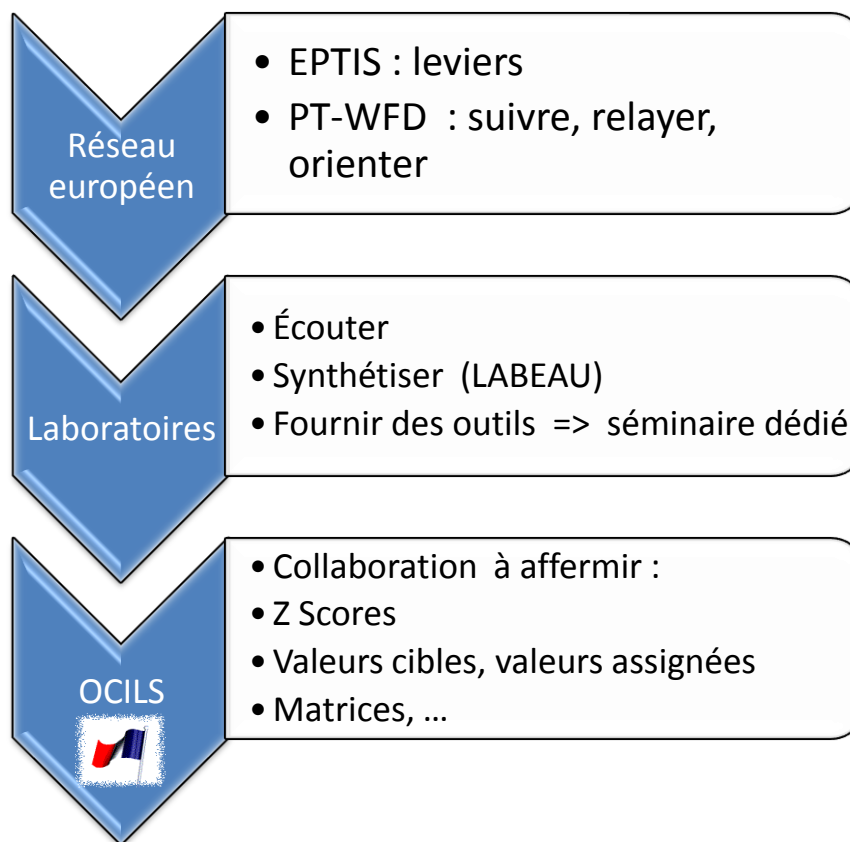 Réseau
européen
• EPTIS : leviers
• PT-WFD : suivre, relayer,
orienter
Laboratoires
• Écouter
• Synthétiser (LABEAU)
• Fournir des outils => séminaire dédié
OCILS
• Collaboration à affermir :
• Z Scores
• Valeurs cibles, valeurs assignées
• Matrices, ...